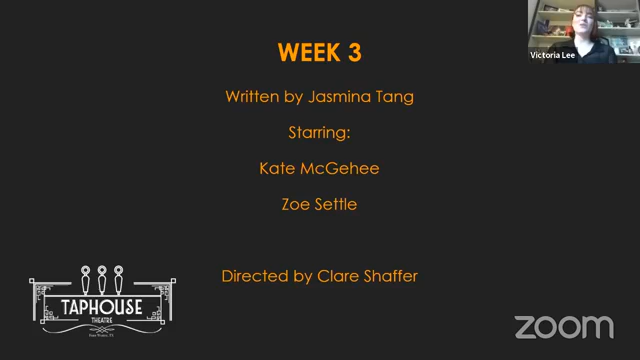 WEEK 3
Victoria Lee
Written by Jasmina Tang
Starring:
Kate McGehee
Zoe Settle
Directed by Clare Shaffer
TAPHOUSE
THEATRE
zoom